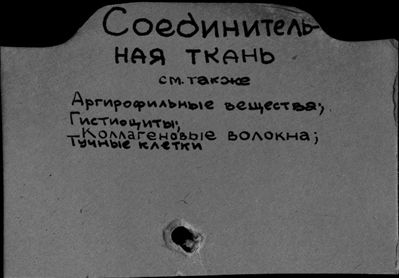 Соединитель-
ная ткань
см. также
Аргирофильные вещества;
Гистиоциты;
Коллагеновые волокна;
Тучные клетки